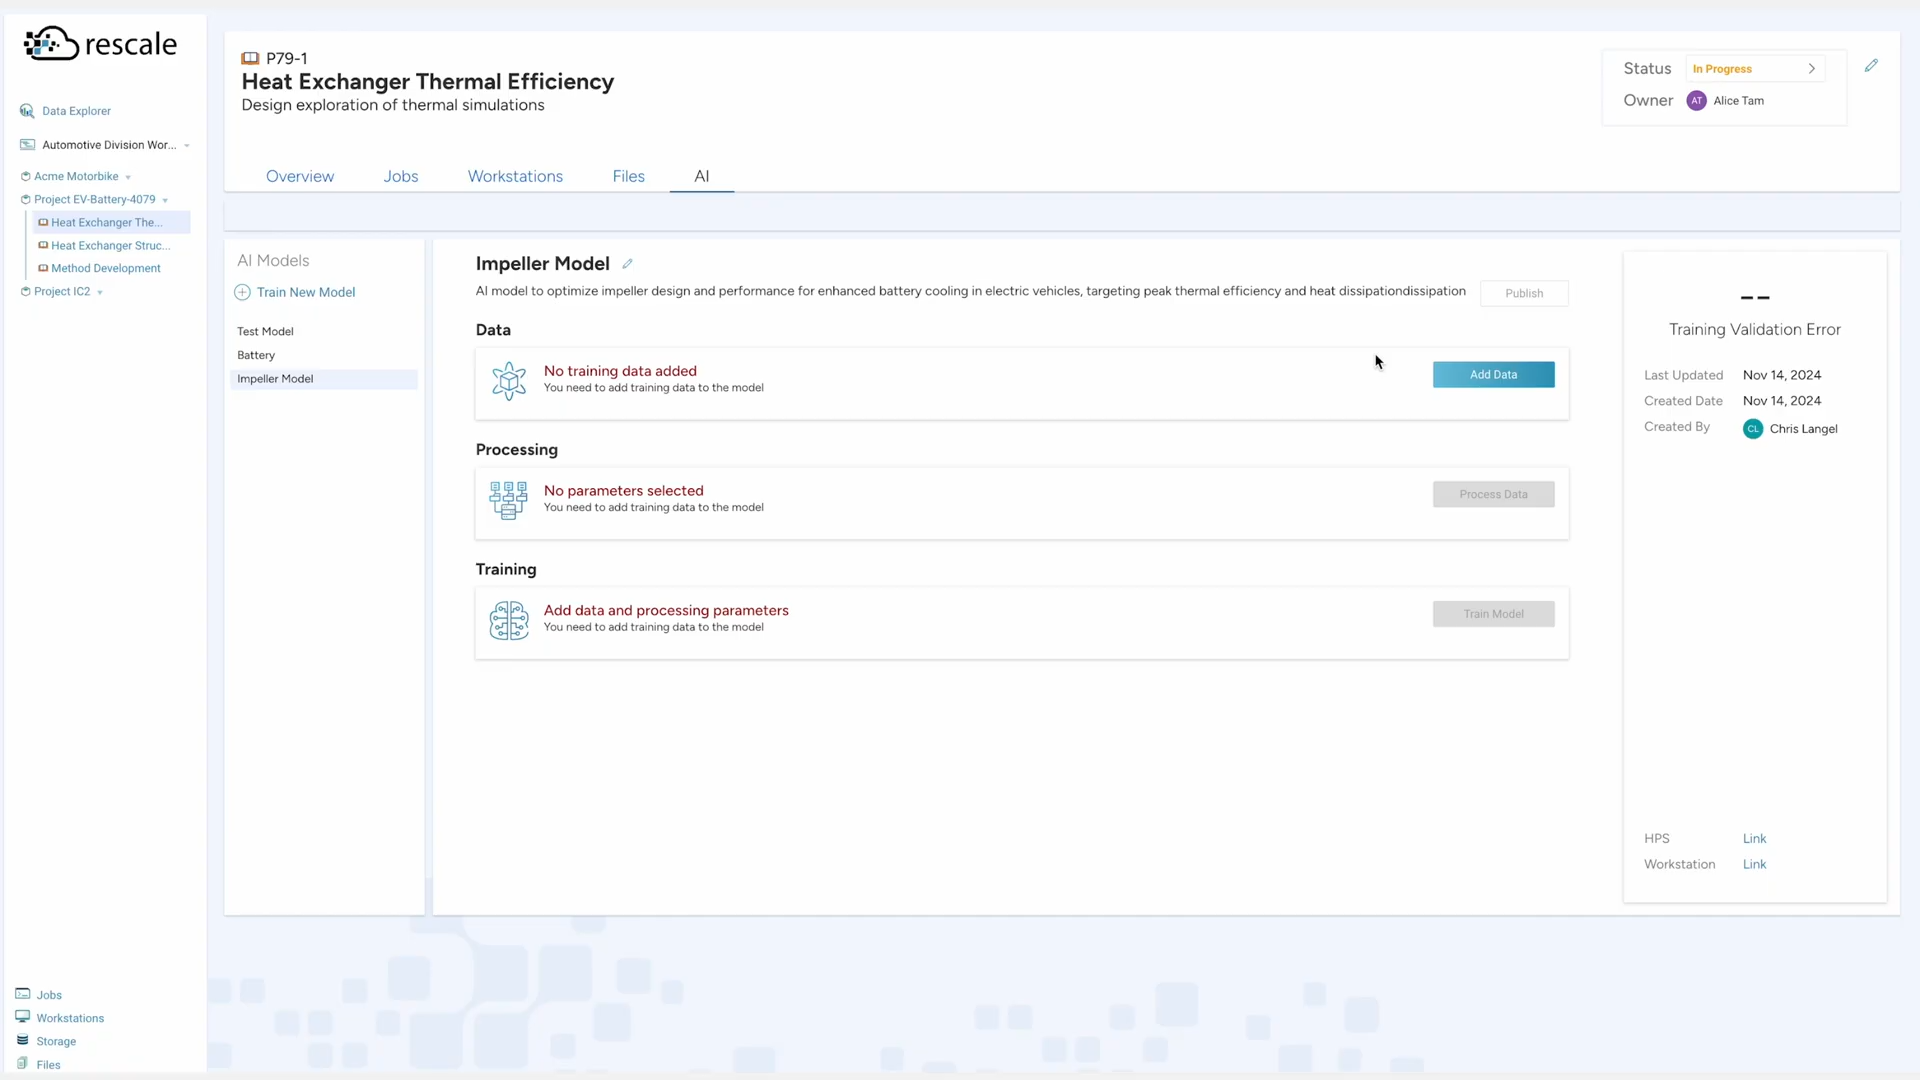 rescale
Data Explorer
Automotive Division Wor...
Acme Motorbike
Project EV-Battery-4079
Heat Exchanger The...
Heat Exchanger Struc...
Method Development
Project IC2
Jobs
Workstations
Storage
Files
P79-1
Heat Exchanger Thermal Efficiency
Design exploration of thermal simulations
Status In Progress
Owner AT Alice Tam
Overview Jobs Workstations Files AI
AI Models
Train New Model
Test Model
Battery
Impeller Model
Impeller Model
AI model to optimize impeller design and performance for enhanced battery cooling in electric vehicles, targeting peak thermal efficiency and heat dissipationdissipation
Publish
Data
No training data added
You need to add training data to the model
Add Data
Processing
No parameters selected
You need to add training data to the model
Process Data
Training
Add data and processing parameters
You need to add training data to the model
Train Model
--
Training Validation Error
Last Updated Nov 14, 2024
Created Date Nov 14, 2024
Created By CL Chris Langel
HPS Link
Workstation Link